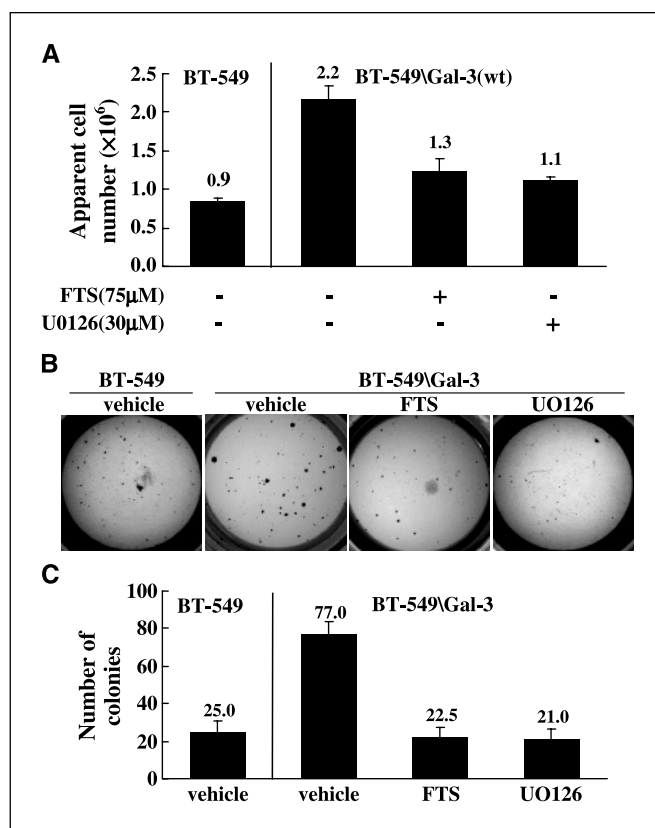 A
BT-549
BT-549\Gal-3(wt)
Apparent cell
number (×10⁶)
2.5
2.0
1.5
1.0
0.5
0.0
0.9
2.2
1.3
1.1
FTS(75μM) - - + -
U0126(30μM) - - - +
B
BT-549
BT-549\Gal-3
vehicle vehicle FTS UO126
C
BT-549
BT-549\Gal-3
Number of
colonies
100
80
60
40
20
0
25.0
77.0
22.5
21.0
vehicle vehicle FTS UO126